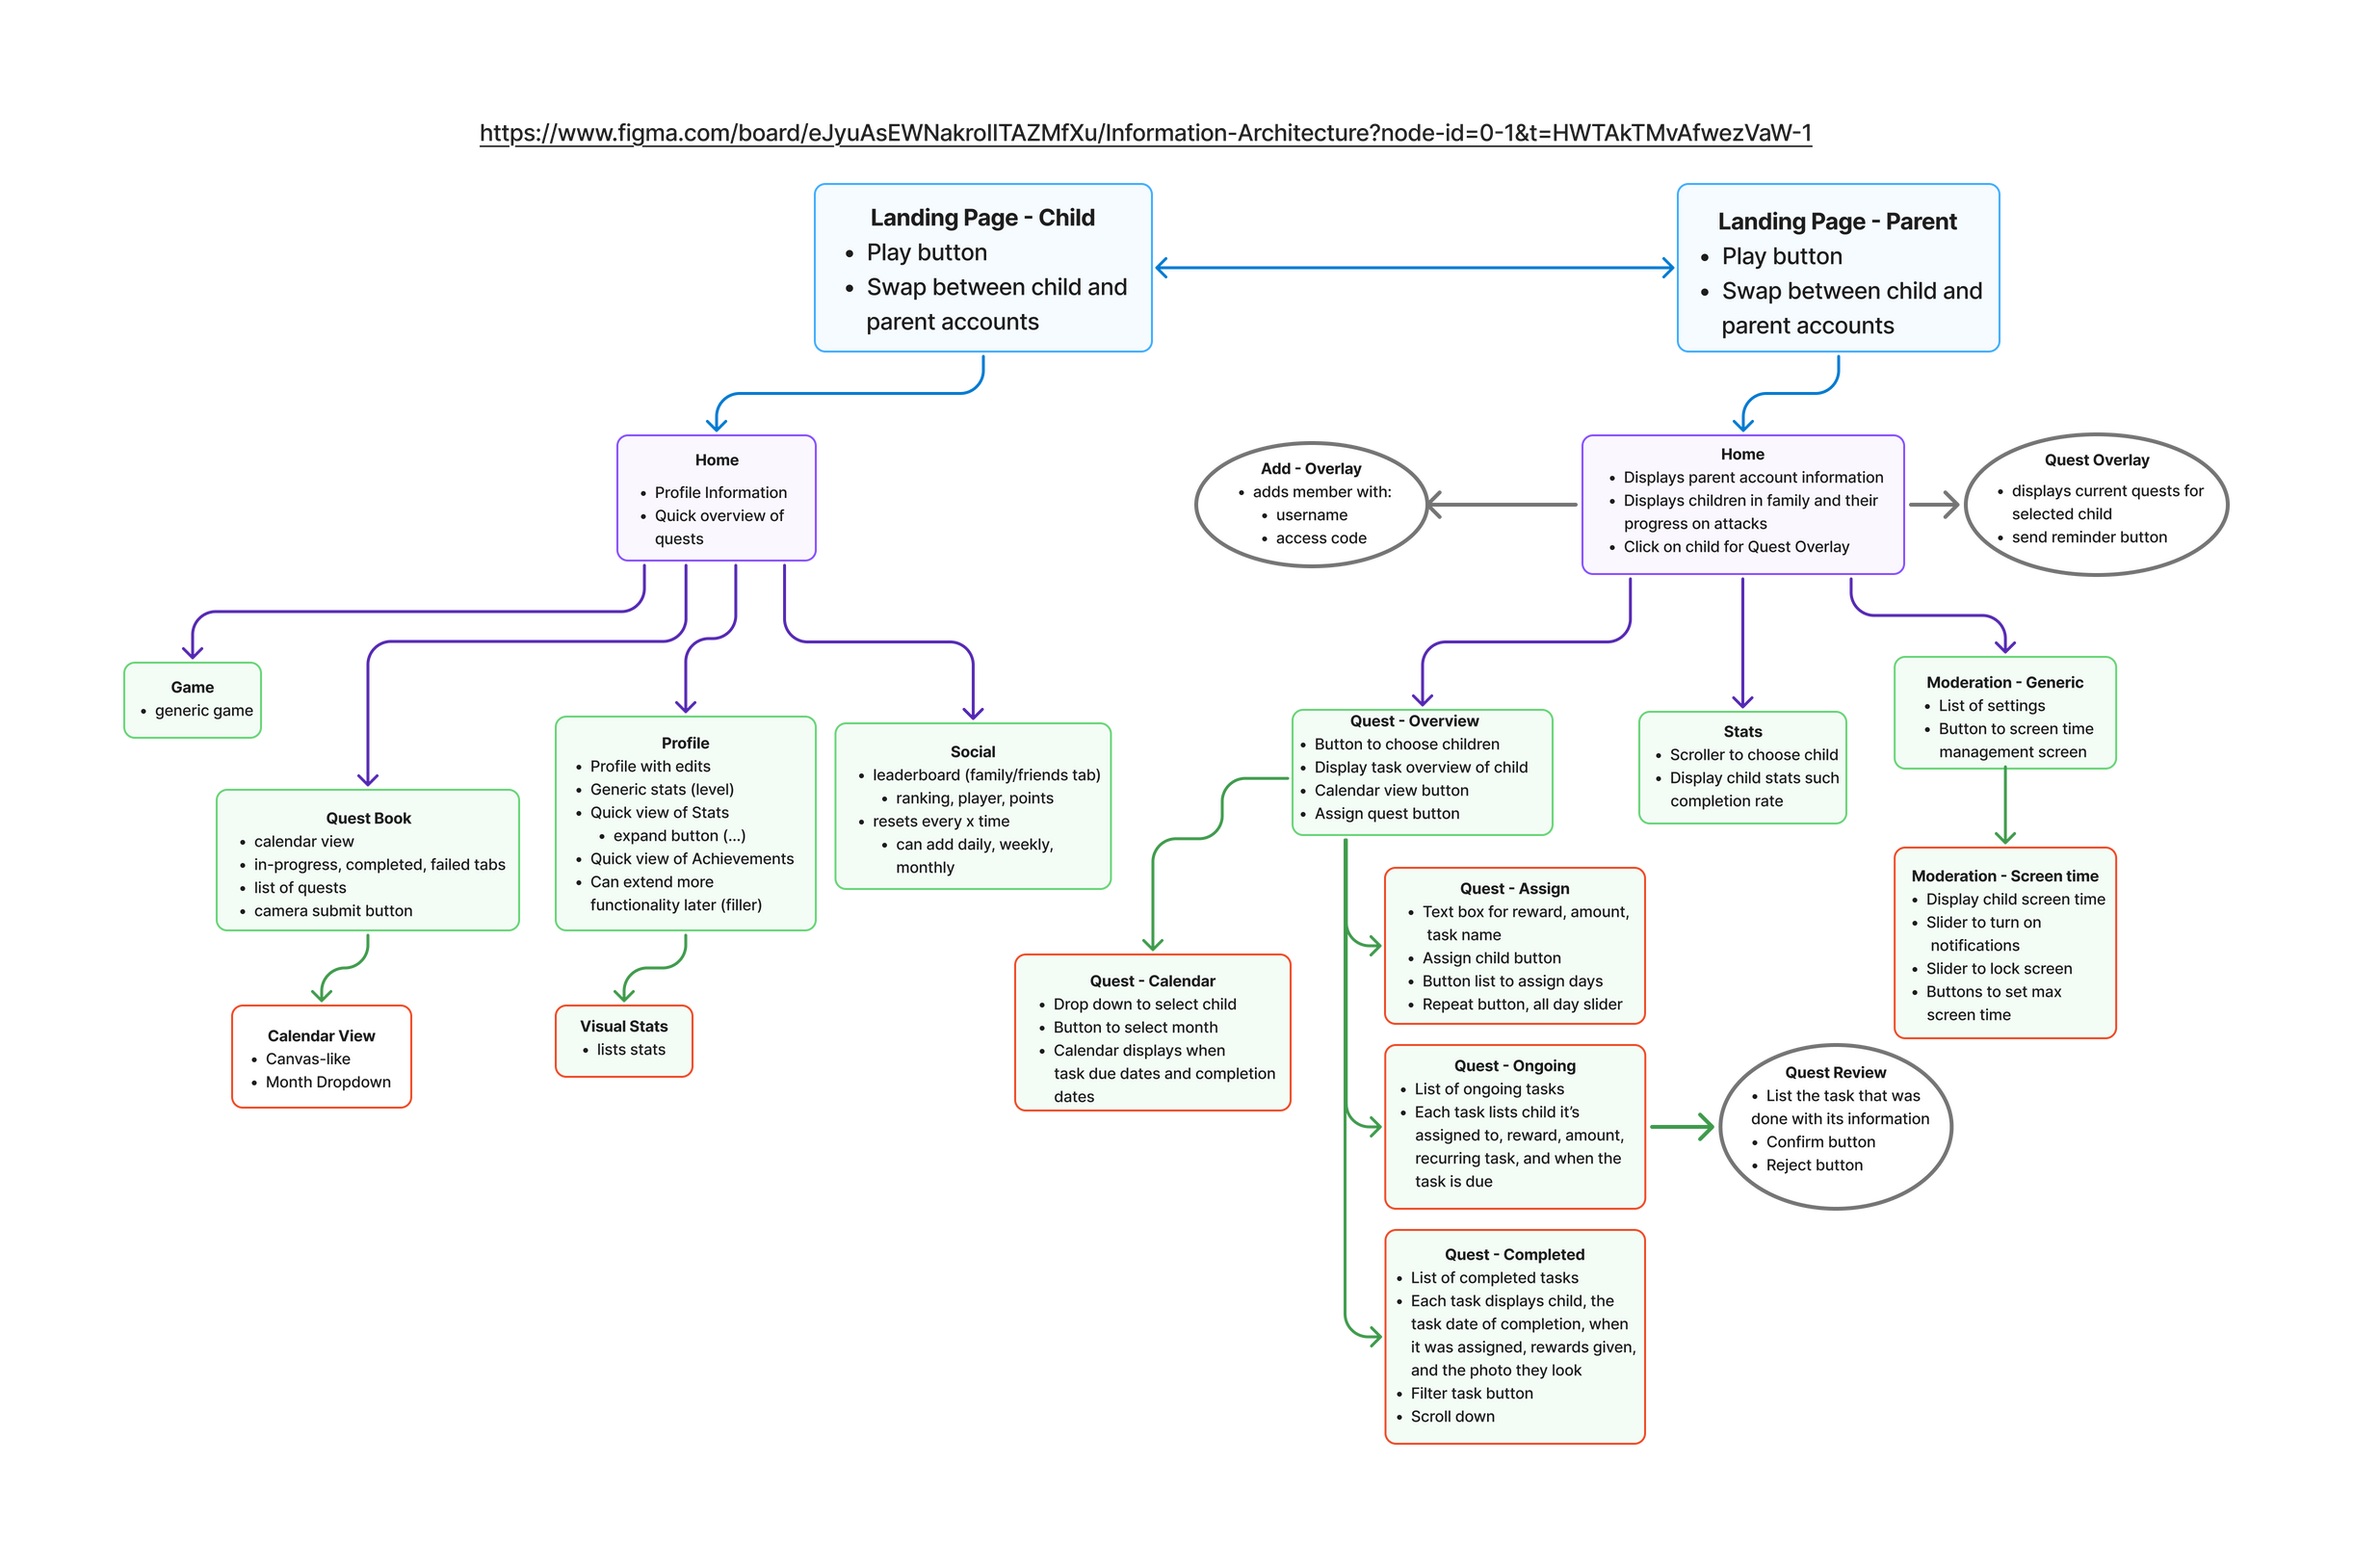 https://www.figma.com/board/eJyuAsEWNakroIITAZMfXu/Information-Architecture?node-id=0-1&t=HWTAkTMvAfwezVaW-1
Landing Page - Child
• Play button
• Swap between child and
parent accounts
Landing Page - Parent
• Play button
• Swap between child and
parent accounts
Home
• Profile Information
• Quick overview of
quests
Add - Overlay
• adds member with:
• username
• access code
Home
• Displays parent account information
• Displays children in family and their
progress on attacks
• Click on child for Quest Overlay
Quest Overlay
• displays current quests for
selected child
• send reminder button
Game
• generic game
Quest Book
• calendar view
• in-progress, completed, failed tabs
• list of quests
• camera submit button
Profile
• Profile with edits
• Generic stats (level)
• Quick view of Stats
• expand button (...)
• Quick view of Achievements
• Can extend more
functionality later (filler)
Social
• leaderboard (family/friends tab)
• ranking, player, points
• resets every x time
• can add daily, weekly,
monthly
Quest - Overview
• Button to choose children
• Display task overview of child
• Calendar view button
• Assign quest button
Stats
• Scroller to choose child
• Display child stats such
completion rate
Moderation - Generic
• List of settings
• Button to screen time
management screen
Calendar View
• Canvas-like
• Month Dropdown
Visual Stats
• lists stats
Quest - Calendar
• Drop down to select child
• Button to select month
• Calendar displays when
task due dates and completion
dates
Quest - Assign
• Text box for reward, amount,
task name
• Assign child button
• Button list to assign days
• Repeat button, all day slider
Moderation - Screen time
• Display child screen time
• Slider to turn on
notifications
• Slider to lock screen
• Buttons to set max
screen time
Quest - Ongoing
• List of ongoing tasks
• Each task lists child it's
assigned to, reward, amount,
recurring task, and when the
task is due
Quest Review
• List the task that was
done with its information
• Confirm button
• Reject button
Quest - Completed
• List of completed tasks
• Each task displays child, the
task date of completion, when
it was assigned, rewards given,
and the photo they look
• Filter task button
• Scroll down